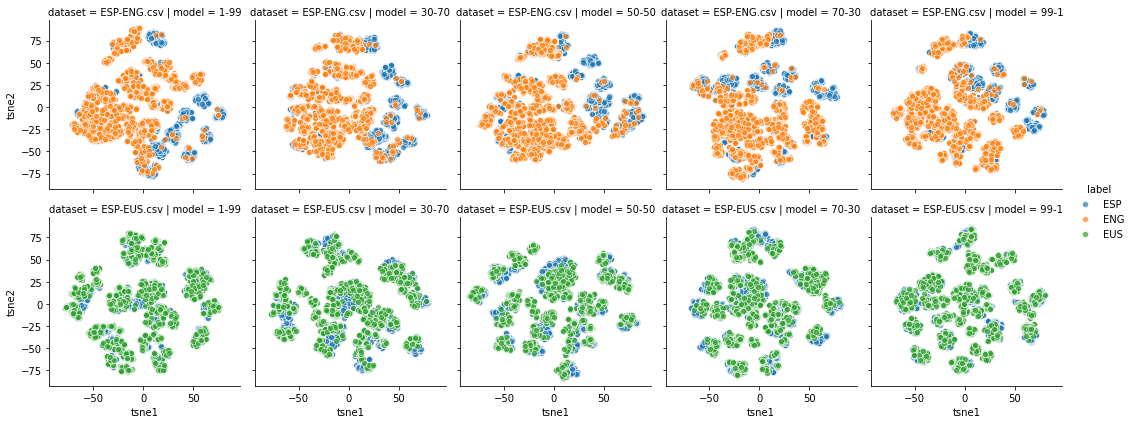 dataset = ESP-ENG.csv | model = 1-99
dataset = ESP-ENG.csv | model = 30-70
dataset = ESP-ENG.csv | model = 50-50
dataset = ESP-ENG.csv | model = 70-30
dataset = ESP-ENG.csv | model = 99-1
75
50
25
0
−25
−50
−75
tsne2
dataset = ESP-EUS.csv | model = 1-99
dataset = ESP-EUS.csv | model = 30-70
dataset = ESP-EUS.csv | model = 50-50
dataset = ESP-EUS.csv | model = 70-30
dataset = ESP-EUS.csv | model = 99-1
75
50
25
0
−25
−50
−75
tsne2
−50 0 50
−50 0 50
−50 0 50
−50 0 50
−50 0 50
tsne1
tsne1
tsne1
tsne1
tsne1
label
ESP
ENG
EUS